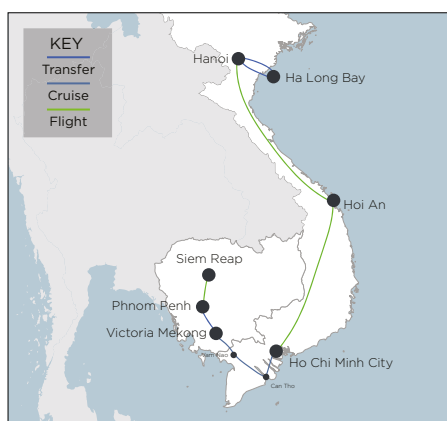 KEY
Transfer
Cruise
Flight
Hanoi
Ha Long Bay
Hoi An
Siem Reap
Phnom Penh
Victoria Mekong
Can Tho
Ho Chi Minh City